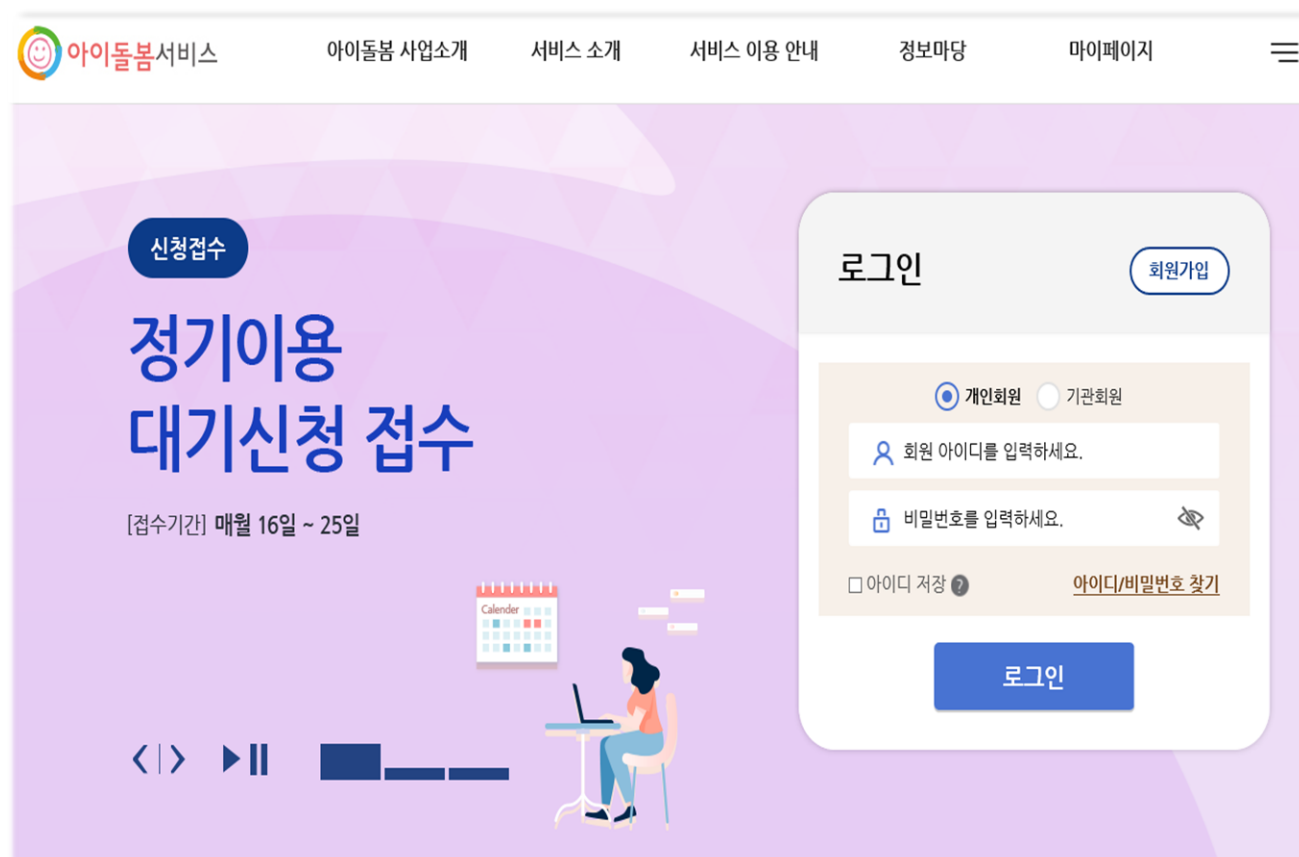 아이돌봄서비스
아이돌봄 사업소개 서비스 소개 서비스 이용 안내 정보마당 마이페이지
신청접수
정기이용
대기신청 접수
[접수기간] 매월 16일 ~ 25일
Calender
로그인 회원가입
개인회원 기관회원
회원 아이디를 입력하세요.
비밀번호를 입력하세요.
아이디 저장 ? 아이디/비밀번호 찾기
로그인